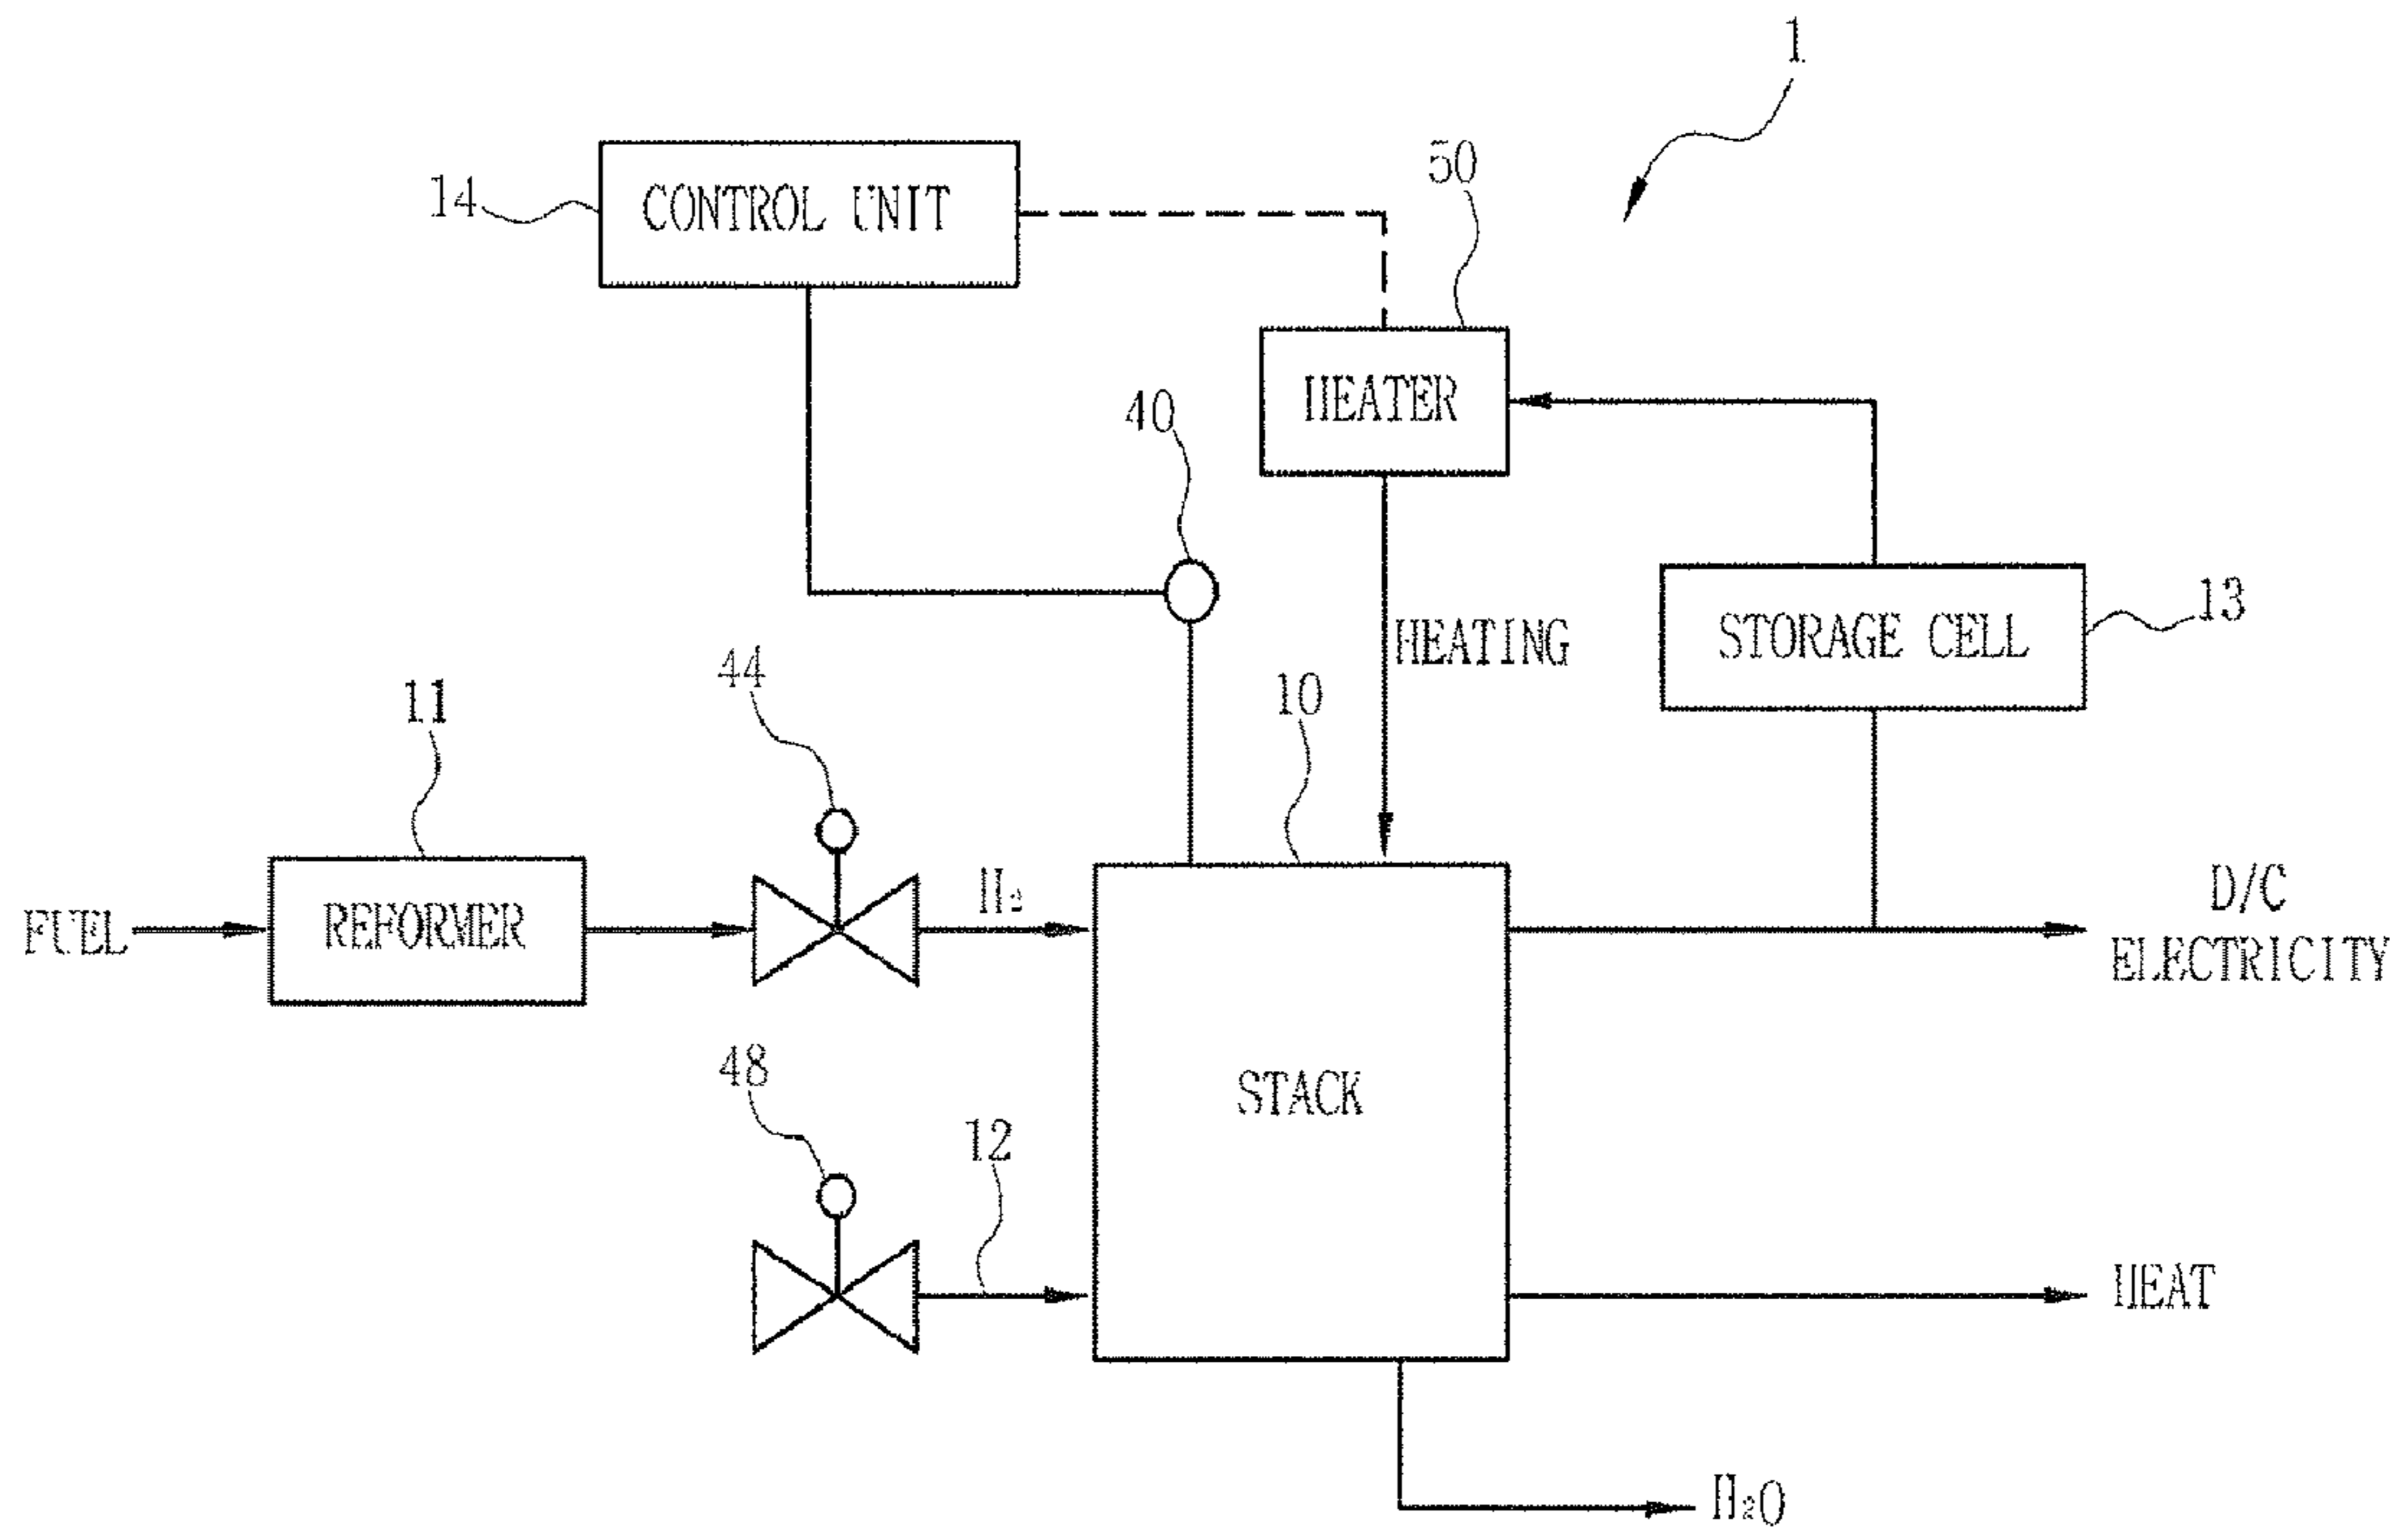 1
50
14
CONTROL UNIT
HEATER
40
13
STORAGE CELL
HEATING
44
10
11
H₂
D/C
ELECTRICITY
FUEL
REFORMER
48
STACK
12
HEAT
H₂O